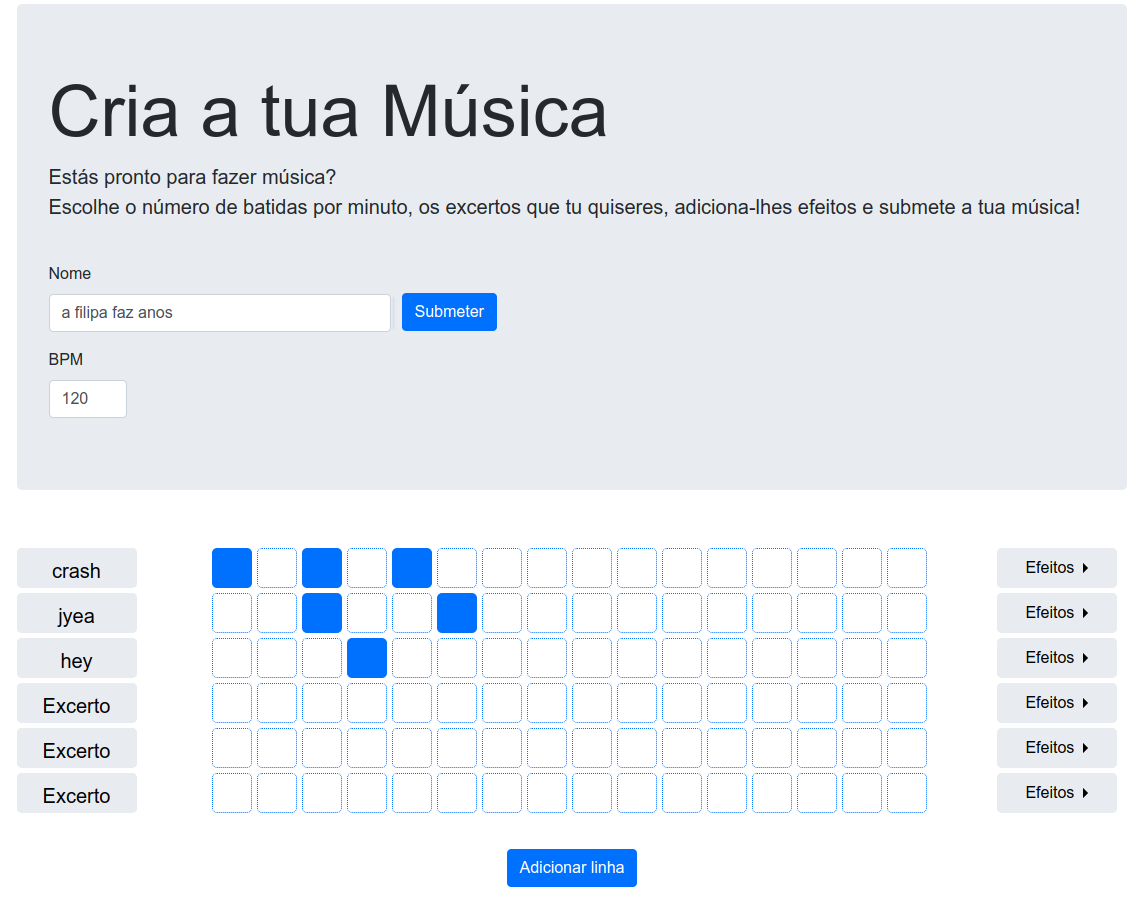 Cria a tua Música
Estás pronto para fazer música?
Escolhe o número de batidas por minuto, os excertos que tu quiseres, adiciona-lhes efeitos e submete a tua música!
Nome
a filipa faz anos
Submeter
BPM
120
crash
Efeitos
jyea
Efeitos
hey
Efeitos
Excerto
Efeitos
Excerto
Efeitos
Excerto
Efeitos
Adicionar linha